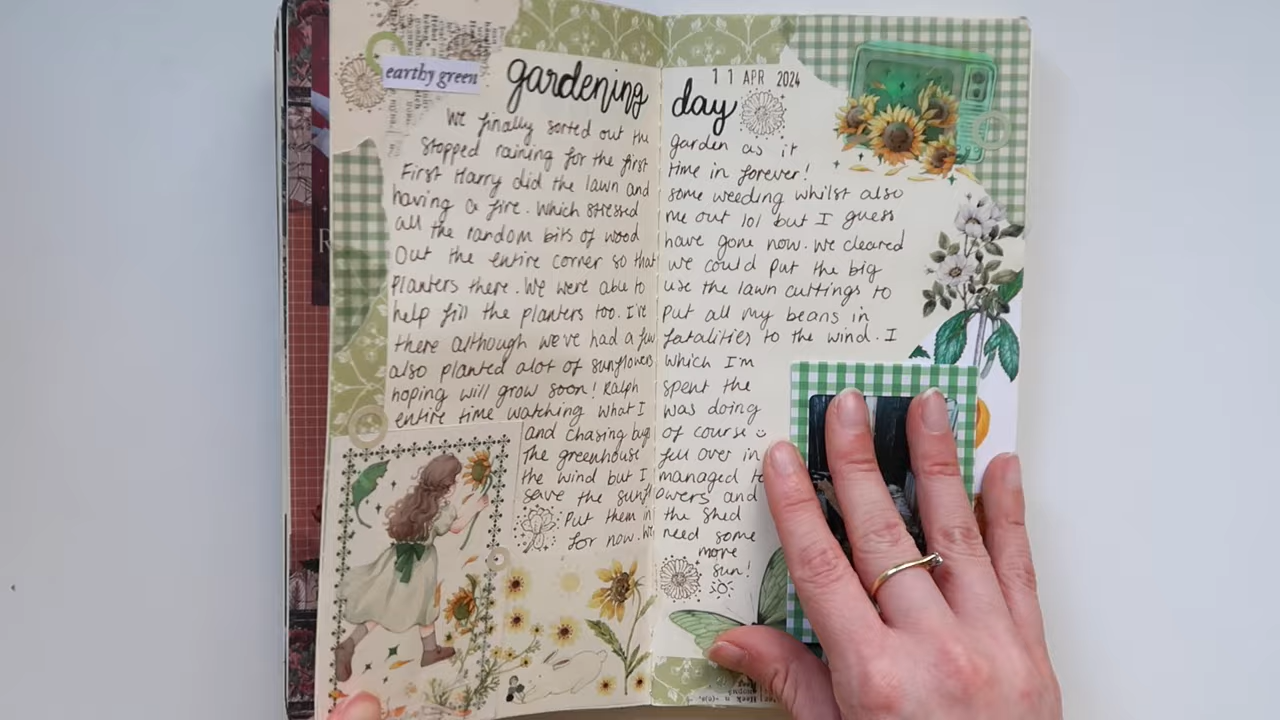 earthy green
gardening day
11 APR 2024
We finally sorted out the garden as it
stopped raining for the first time in forever!
First Harry did the lawn and some weeding whilst also
having a fire. Which stressed me out lol but I guess
all the random bits of wood have gone now. We cleared
Out the entire corner so that we could put the big
planters there. We were able to use the lawn cuttings to
help fill the planters too. I've put all my beans in
there although we've had a few fatalities to the wind. I
also planted alot of sunflowers which I'm
hoping will grow soon! Ralph spent the
entire time watching what I was doing
and chasing bugs of course
The greenhouse fell over in
the wind but I managed to
save the sunflowers and
Put them in the shed
for now. We need some
more
sun!